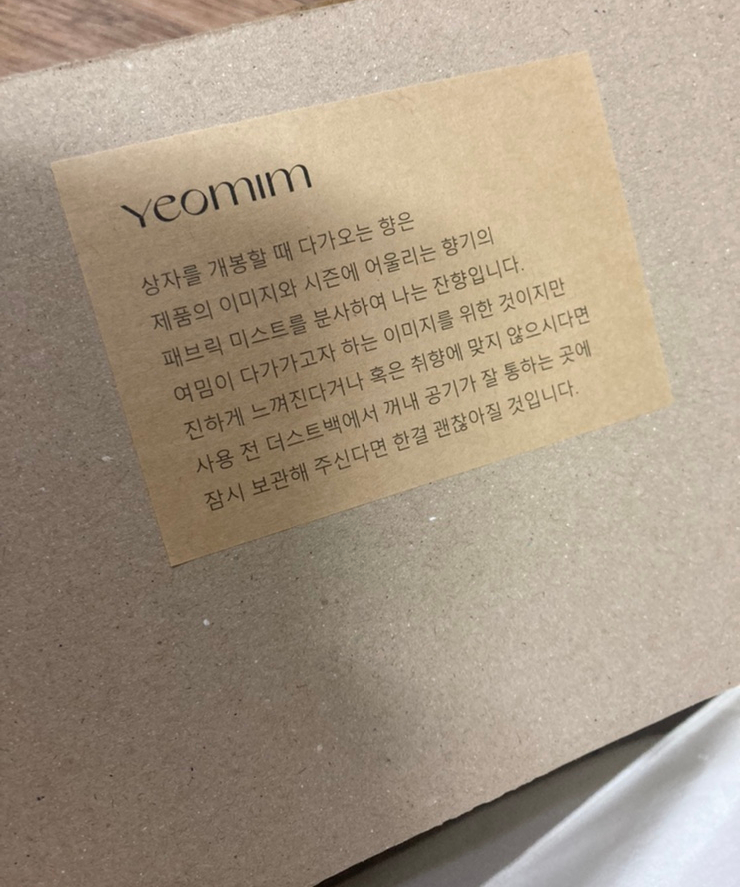 Yeomim
상자를 개봉할 때 다가오는 향은
제품의 이미지와 시즌에 어울리는 향기의
패브릭 미스트를 분사하여 나는 잔향입니다.
여밈이 다가가고자 하는 이미지를 위한 것이지만
진하게 느껴진다거나 혹은 취향에 맞지 않으시다면
사용 전 더스트백에서 꺼내 공기가 잘 통하는 곳에
잠시 보관해 주신다면 한결 괜찮아질 것입니다.